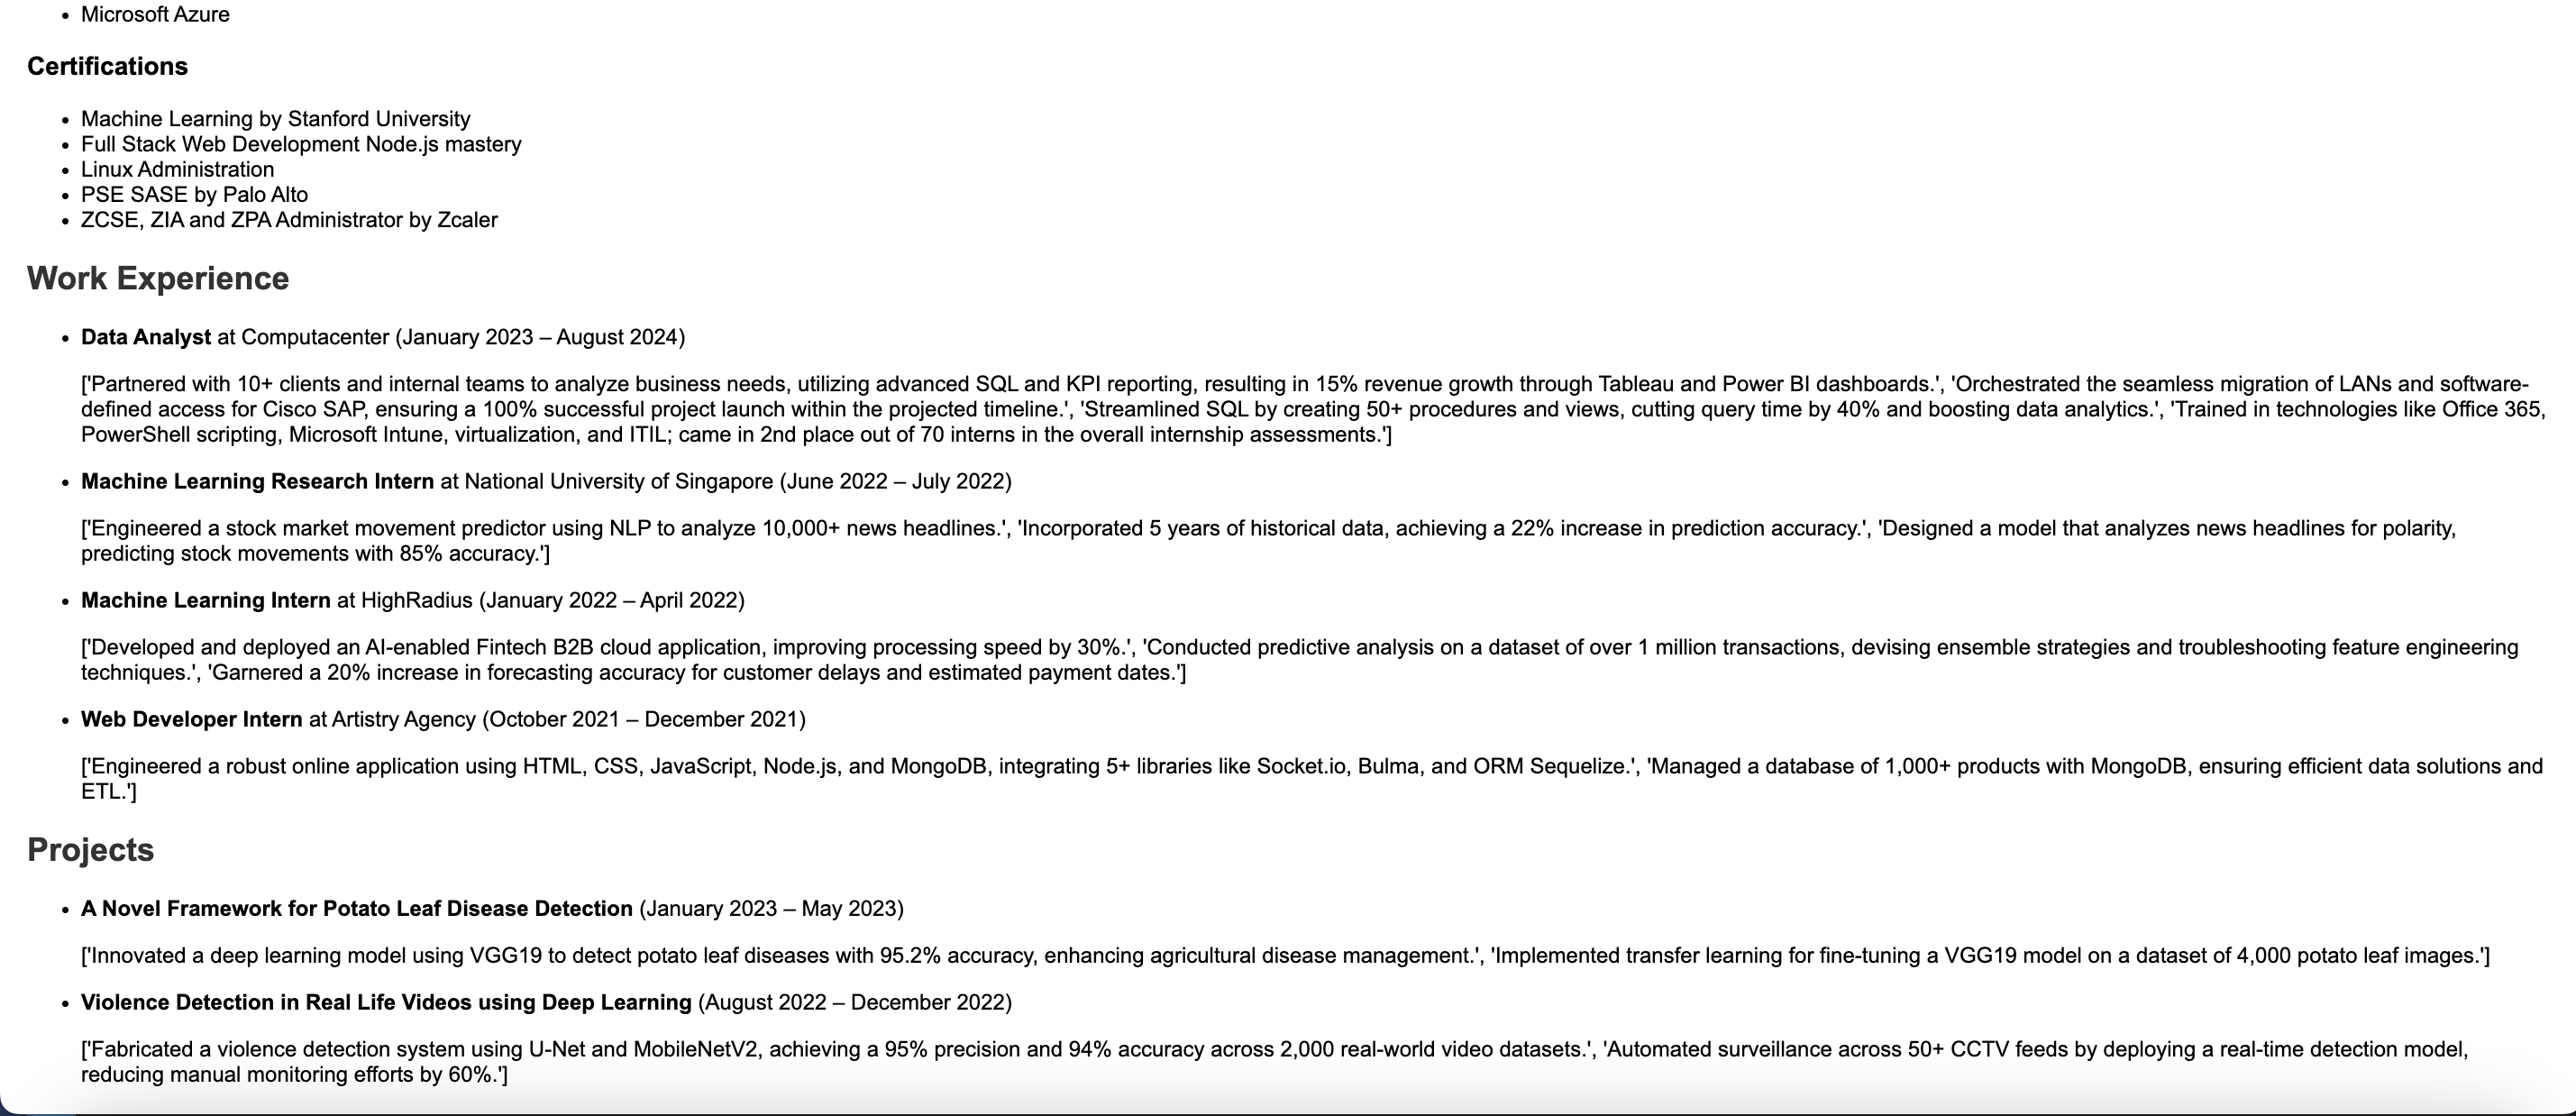 Microsoft Azure
Certifications
Machine Learning by Stanford University
Full Stack Web Development Node.js mastery
Linux Administration
PSE SASE by Palo Alto
ZCSE, ZIA and ZPA Administrator by Zcaler
Work Experience
Data Analyst at Computacenter (January 2023 – August 2024)
['Partnered with 10+ clients and internal teams to analyze business needs, utilizing advanced SQL and KPI reporting, resulting in 15% revenue growth through Tableau and Power BI dashboards.', 'Orchestrated the seamless migration of LANs and software-
defined access for Cisco SAP, ensuring a 100% successful project launch within the projected timeline.', 'Streamlined SQL by creating 50+ procedures and views, cutting query time by 40% and boosting data analytics.', 'Trained in technologies like Office 365,
PowerShell scripting, Microsoft Intune, virtualization, and ITIL; came in 2nd place out of 70 interns in the overall internship assessments.']
Machine Learning Research Intern at National University of Singapore (June 2022 – July 2022)
['Engineered a stock market movement predictor using NLP to analyze 10,000+ news headlines.', 'Incorporated 5 years of historical data, achieving a 22% increase in prediction accuracy.', 'Designed a model that analyzes news headlines for polarity,
predicting stock movements with 85% accuracy.']
Machine Learning Intern at HighRadius (January 2022 – April 2022)
['Developed and deployed an AI-enabled Fintech B2B cloud application, improving processing speed by 30%.', 'Conducted predictive analysis on a dataset of over 1 million transactions, devising ensemble strategies and troubleshooting feature engineering
techniques.', 'Garnered a 20% increase in forecasting accuracy for customer delays and estimated payment dates.']
Web Developer Intern at Artistry Agency (October 2021 – December 2021)
['Engineered a robust online application using HTML, CSS, JavaScript, Node.js, and MongoDB, integrating 5+ libraries like Socket.io, Bulma, and ORM Sequelize.', 'Managed a database of 1,000+ products with MongoDB, ensuring efficient data solutions and
ETL.']
Projects
A Novel Framework for Potato Leaf Disease Detection (January 2023 – May 2023)
['Innovated a deep learning model using VGG19 to detect potato leaf diseases with 95.2% accuracy, enhancing agricultural disease management.', 'Implemented transfer learning for fine-tuning a VGG19 model on a dataset of 4,000 potato leaf images.']
Violence Detection in Real Life Videos using Deep Learning (August 2022 – December 2022)
['Fabricated a violence detection system using U-Net and MobileNetV2, achieving a 95% precision and 94% accuracy across 2,000 real-world video datasets.', 'Automated surveillance across 50+ CCTV feeds by deploying a real-time detection model,
reducing manual monitoring efforts by 60%.']